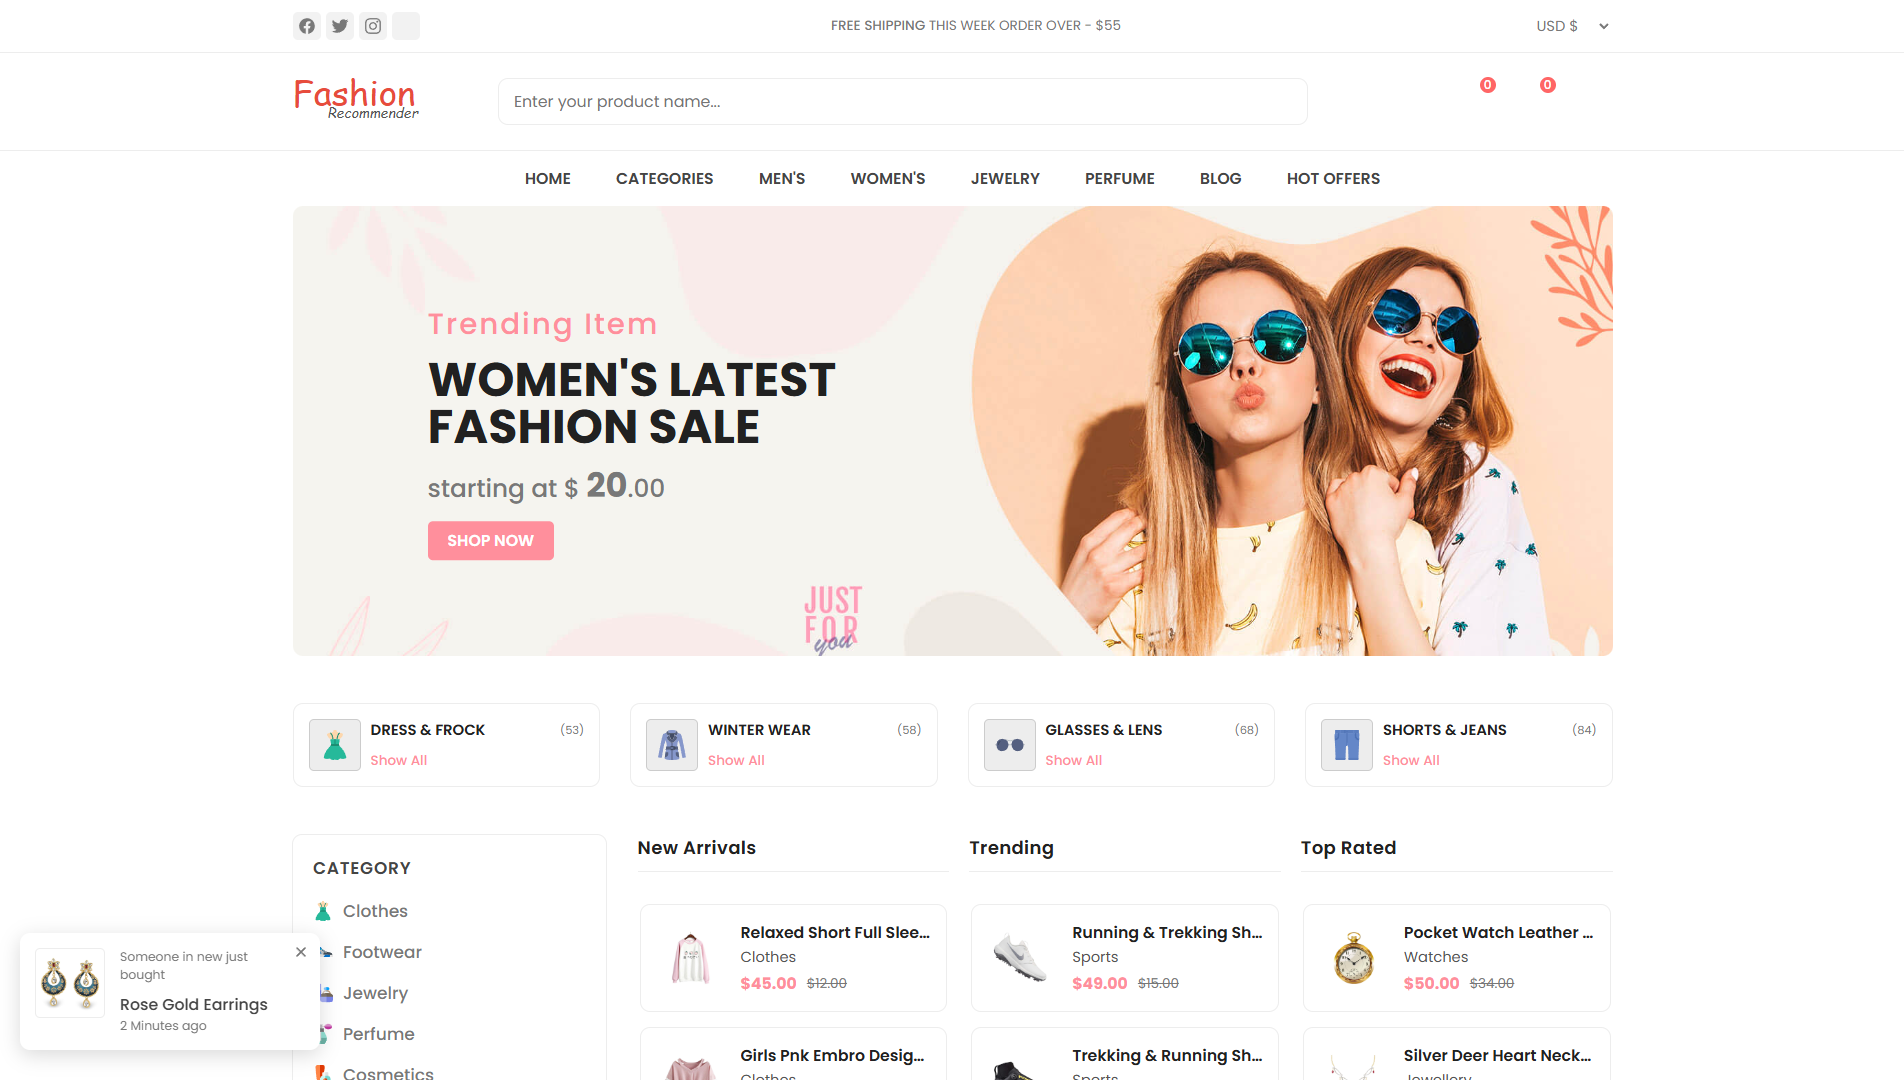 FREE SHIPPING THIS WEEK ORDER OVER - $55
USD $
Fashion
Recommender
Enter your product name...
0
0
HOME
CATEGORIES
MEN'S
WOMEN'S
JEWELRY
PERFUME
BLOG
HOT OFFERS
Trending Item
WOMEN'S LATEST
FASHION SALE
starting at $ 20.00
SHOP NOW
JUST
FOR
you
DRESS & FROCK
(53)
Show All
WINTER WEAR
(58)
Show All
GLASSES & LENS
(68)
Show All
SHORTS & JEANS
(84)
Show All
CATEGORY
Clothes
Footwear
Jewelry
Perfume
Cosmetics
Someone in new just
bought
Rose Gold Earrings
2 Minutes ago
New Arrivals
Relaxed Short Full Slee...
Clothes
$45.00 $12.00
Girls Pnk Embro Desig...
Clothes
Trending
Running & Trekking Sh...
Sports
$49.00 $15.00
Trekking & Running Sh...
Sports
Top Rated
Pocket Watch Leather ...
Watches
$50.00 $34.00
Silver Deer Heart Neck...
Jewellery